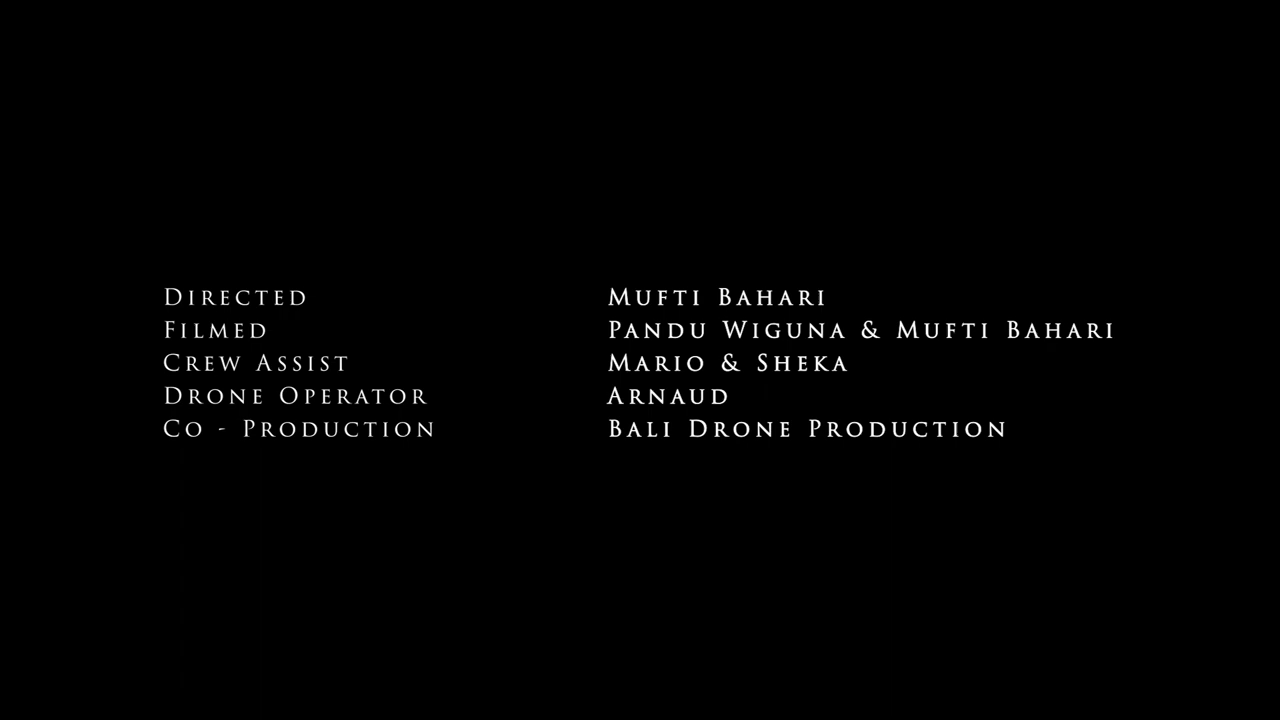 Directed Mufti Bahari
Filmed Pandu Wiguna & Mufti Bahari
Crew Assist Mario & Sheka
Drone Operator Arnaud
Co - Production Bali Drone Production